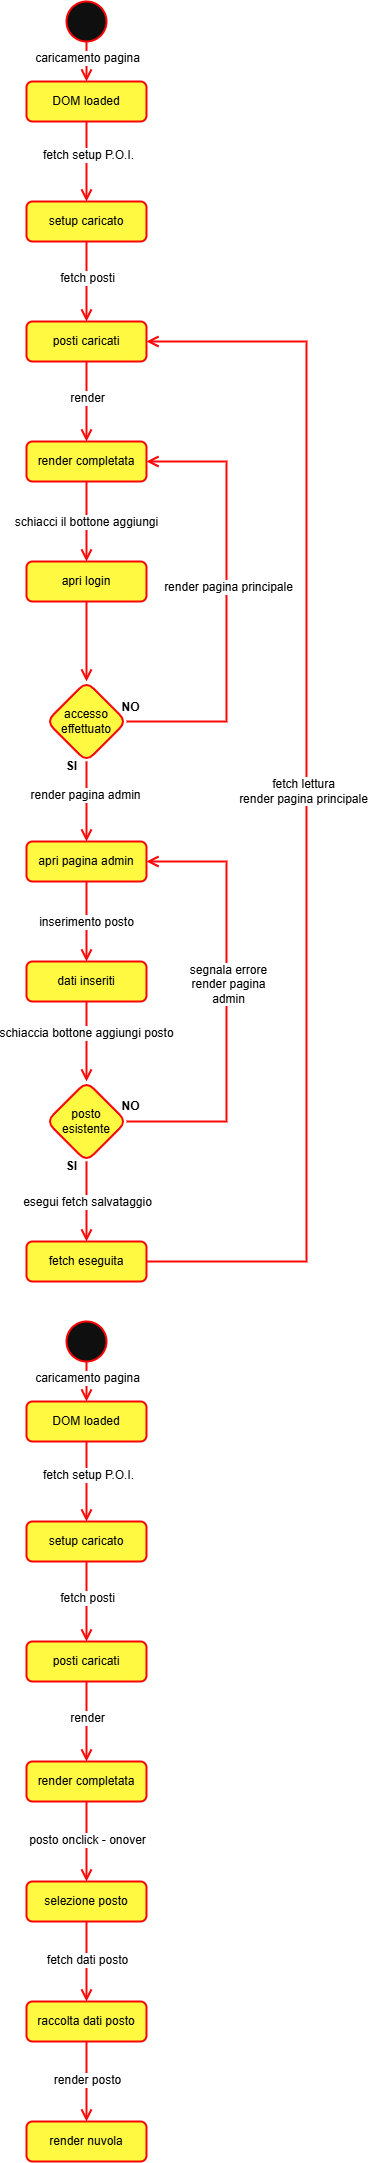 caricamento pagina
DOM loaded
fetch setup P.O.I.
setup caricato
fetch posti
posti caricati
render
render completata
schiacci il bottone aggiungi
apri login
render pagina principale
accesso
effettuato
NO
SI
fetch lettura
render pagina principale
render pagina admin
apri pagina admin
inserimento posto
segnala errore
render pagina
admin
dati inseriti
schiaccia bottone aggiungi posto
posto
esistente
NO
SI
esegui fetch salvataggio
fetch eseguita
caricamento pagina
DOM loaded
fetch setup P.O.I.
setup caricato
fetch posti
posti caricati
render
render completata
posto onclick - onover
selezione posto
fetch dati posto
raccolta dati posto
render posto
render nuvola